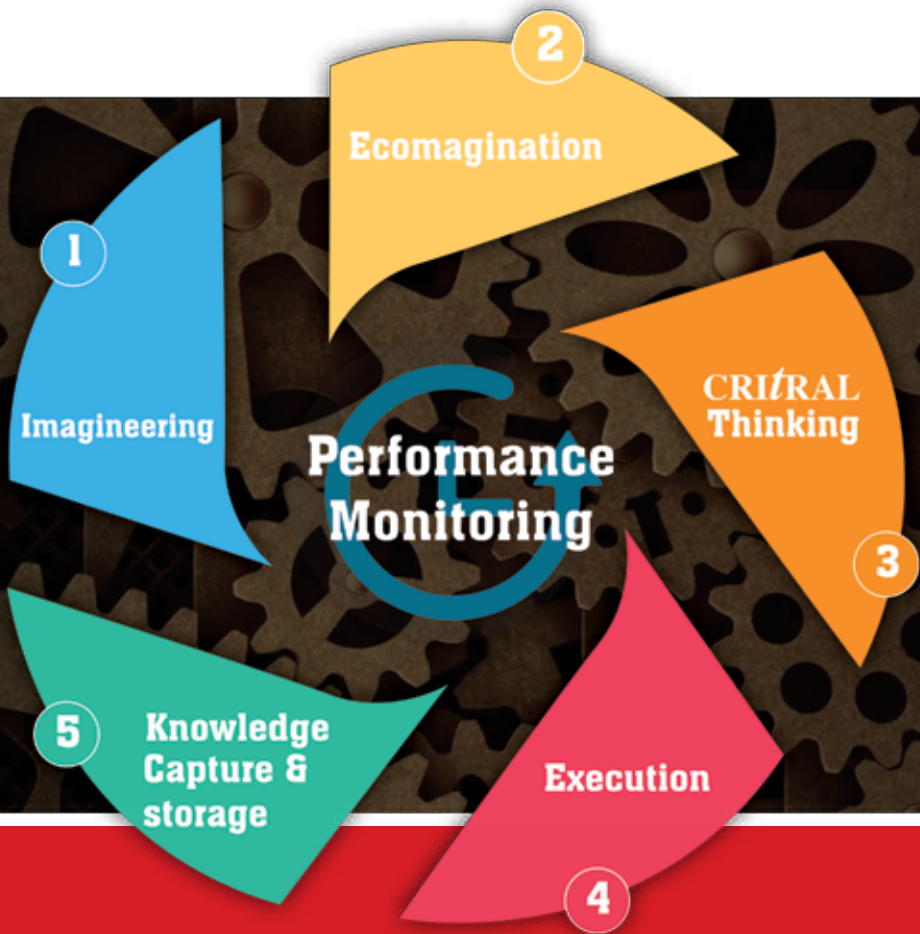 1
Imagineering
2
Ecomagination
CRItRAL
Thinking
3
Execution
4
5
Knowledge
Capture &
storage
Performance
Monitoring